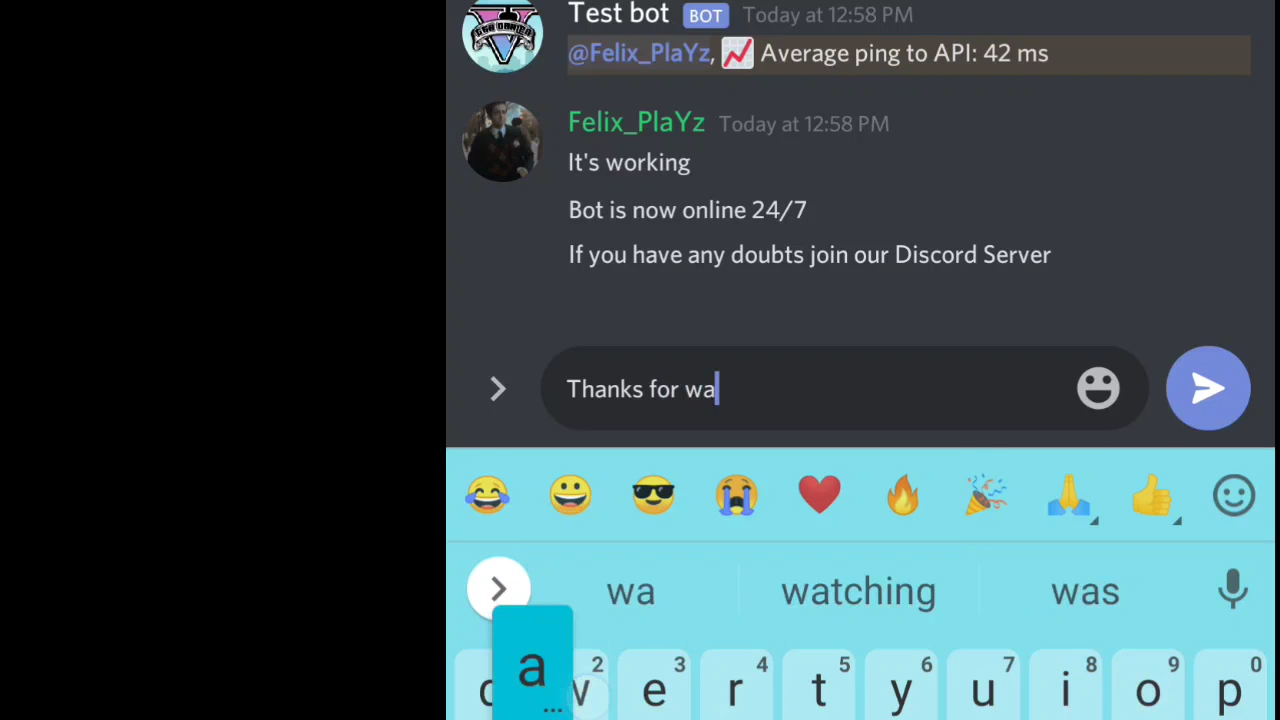 Test bot BOT Today at 12:58 PM
@Felix_PlaYz, 📈 Average ping to API: 42 ms
Felix_PlaYz Today at 12:58 PM
It's working
Bot is now online 24/7
If you have any doubts join our Discord Server
Thanks for wa
wa watching was
a
2 3 4 5 6 7 8 9 0
e r t y u i o p